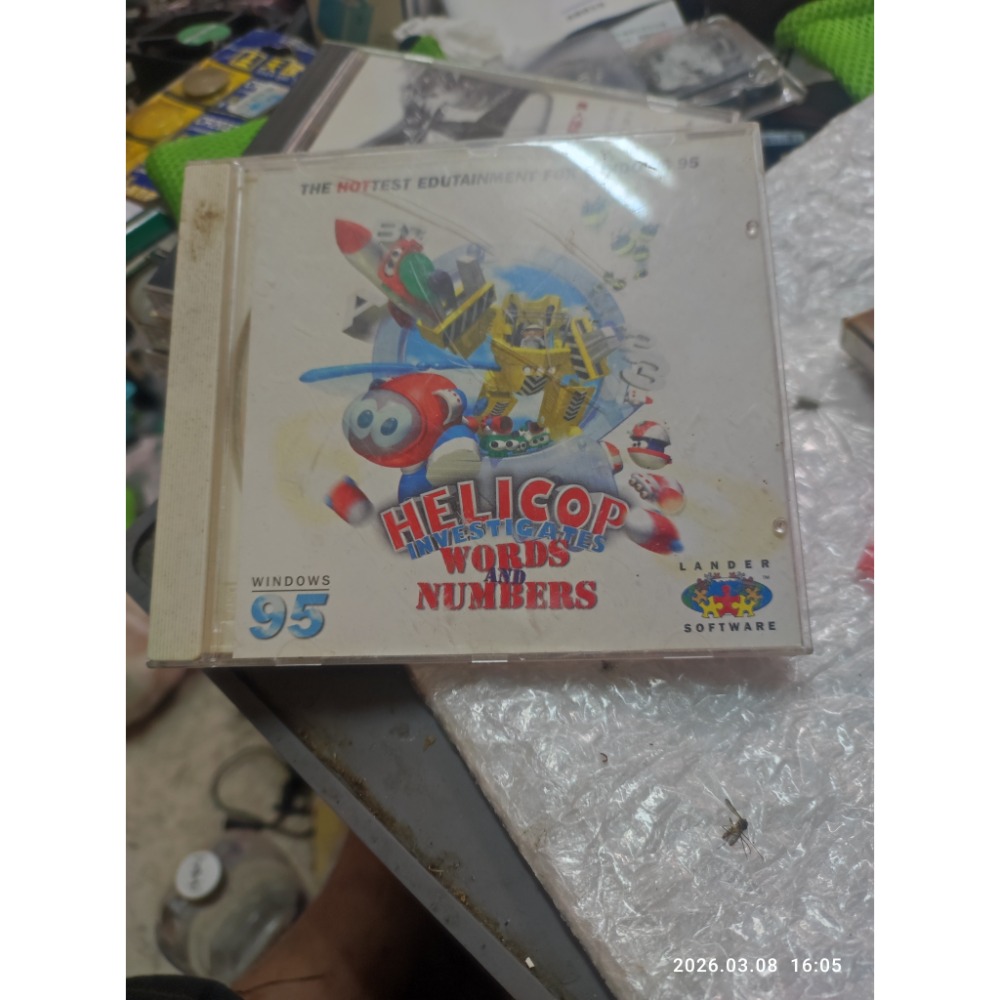 THE HOTTEST EDUTAINMENT FOR 95
HELICOP
INVESTIGATES
WORDS
AND
NUMBERS
WINDOWS
95
LANDER
SOFTWARE
2026.03.08 16:05